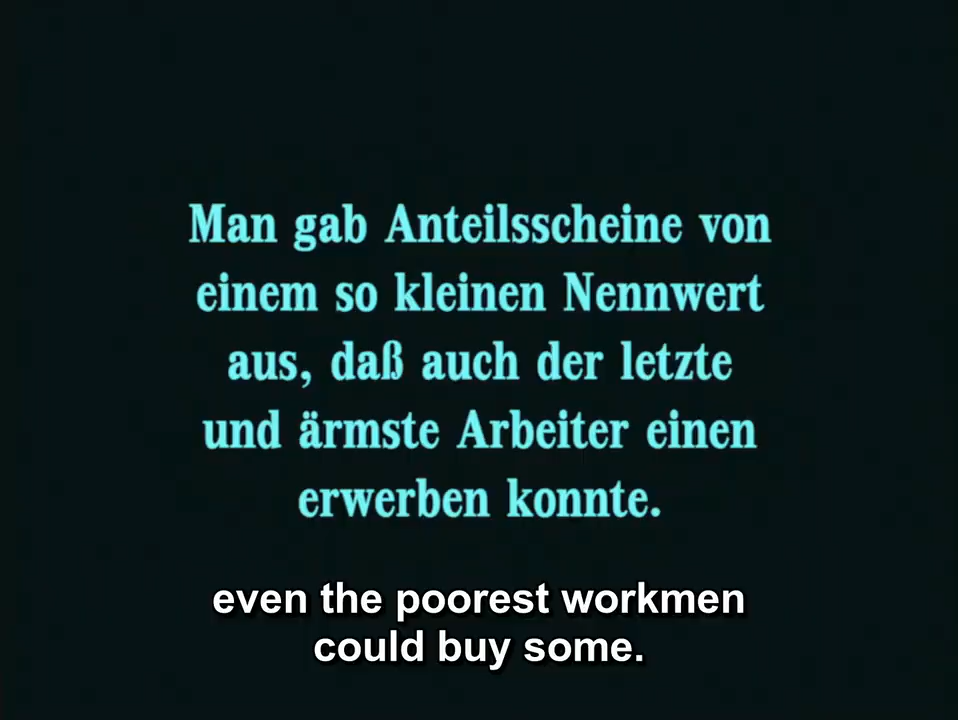 Man gab Anteilsscheine von
einem so kleinen Nennwert
aus, daß auch der letzte
und ärmste Arbeiter einen
erwerben konnte.
even the poorest workmen
could buy some.